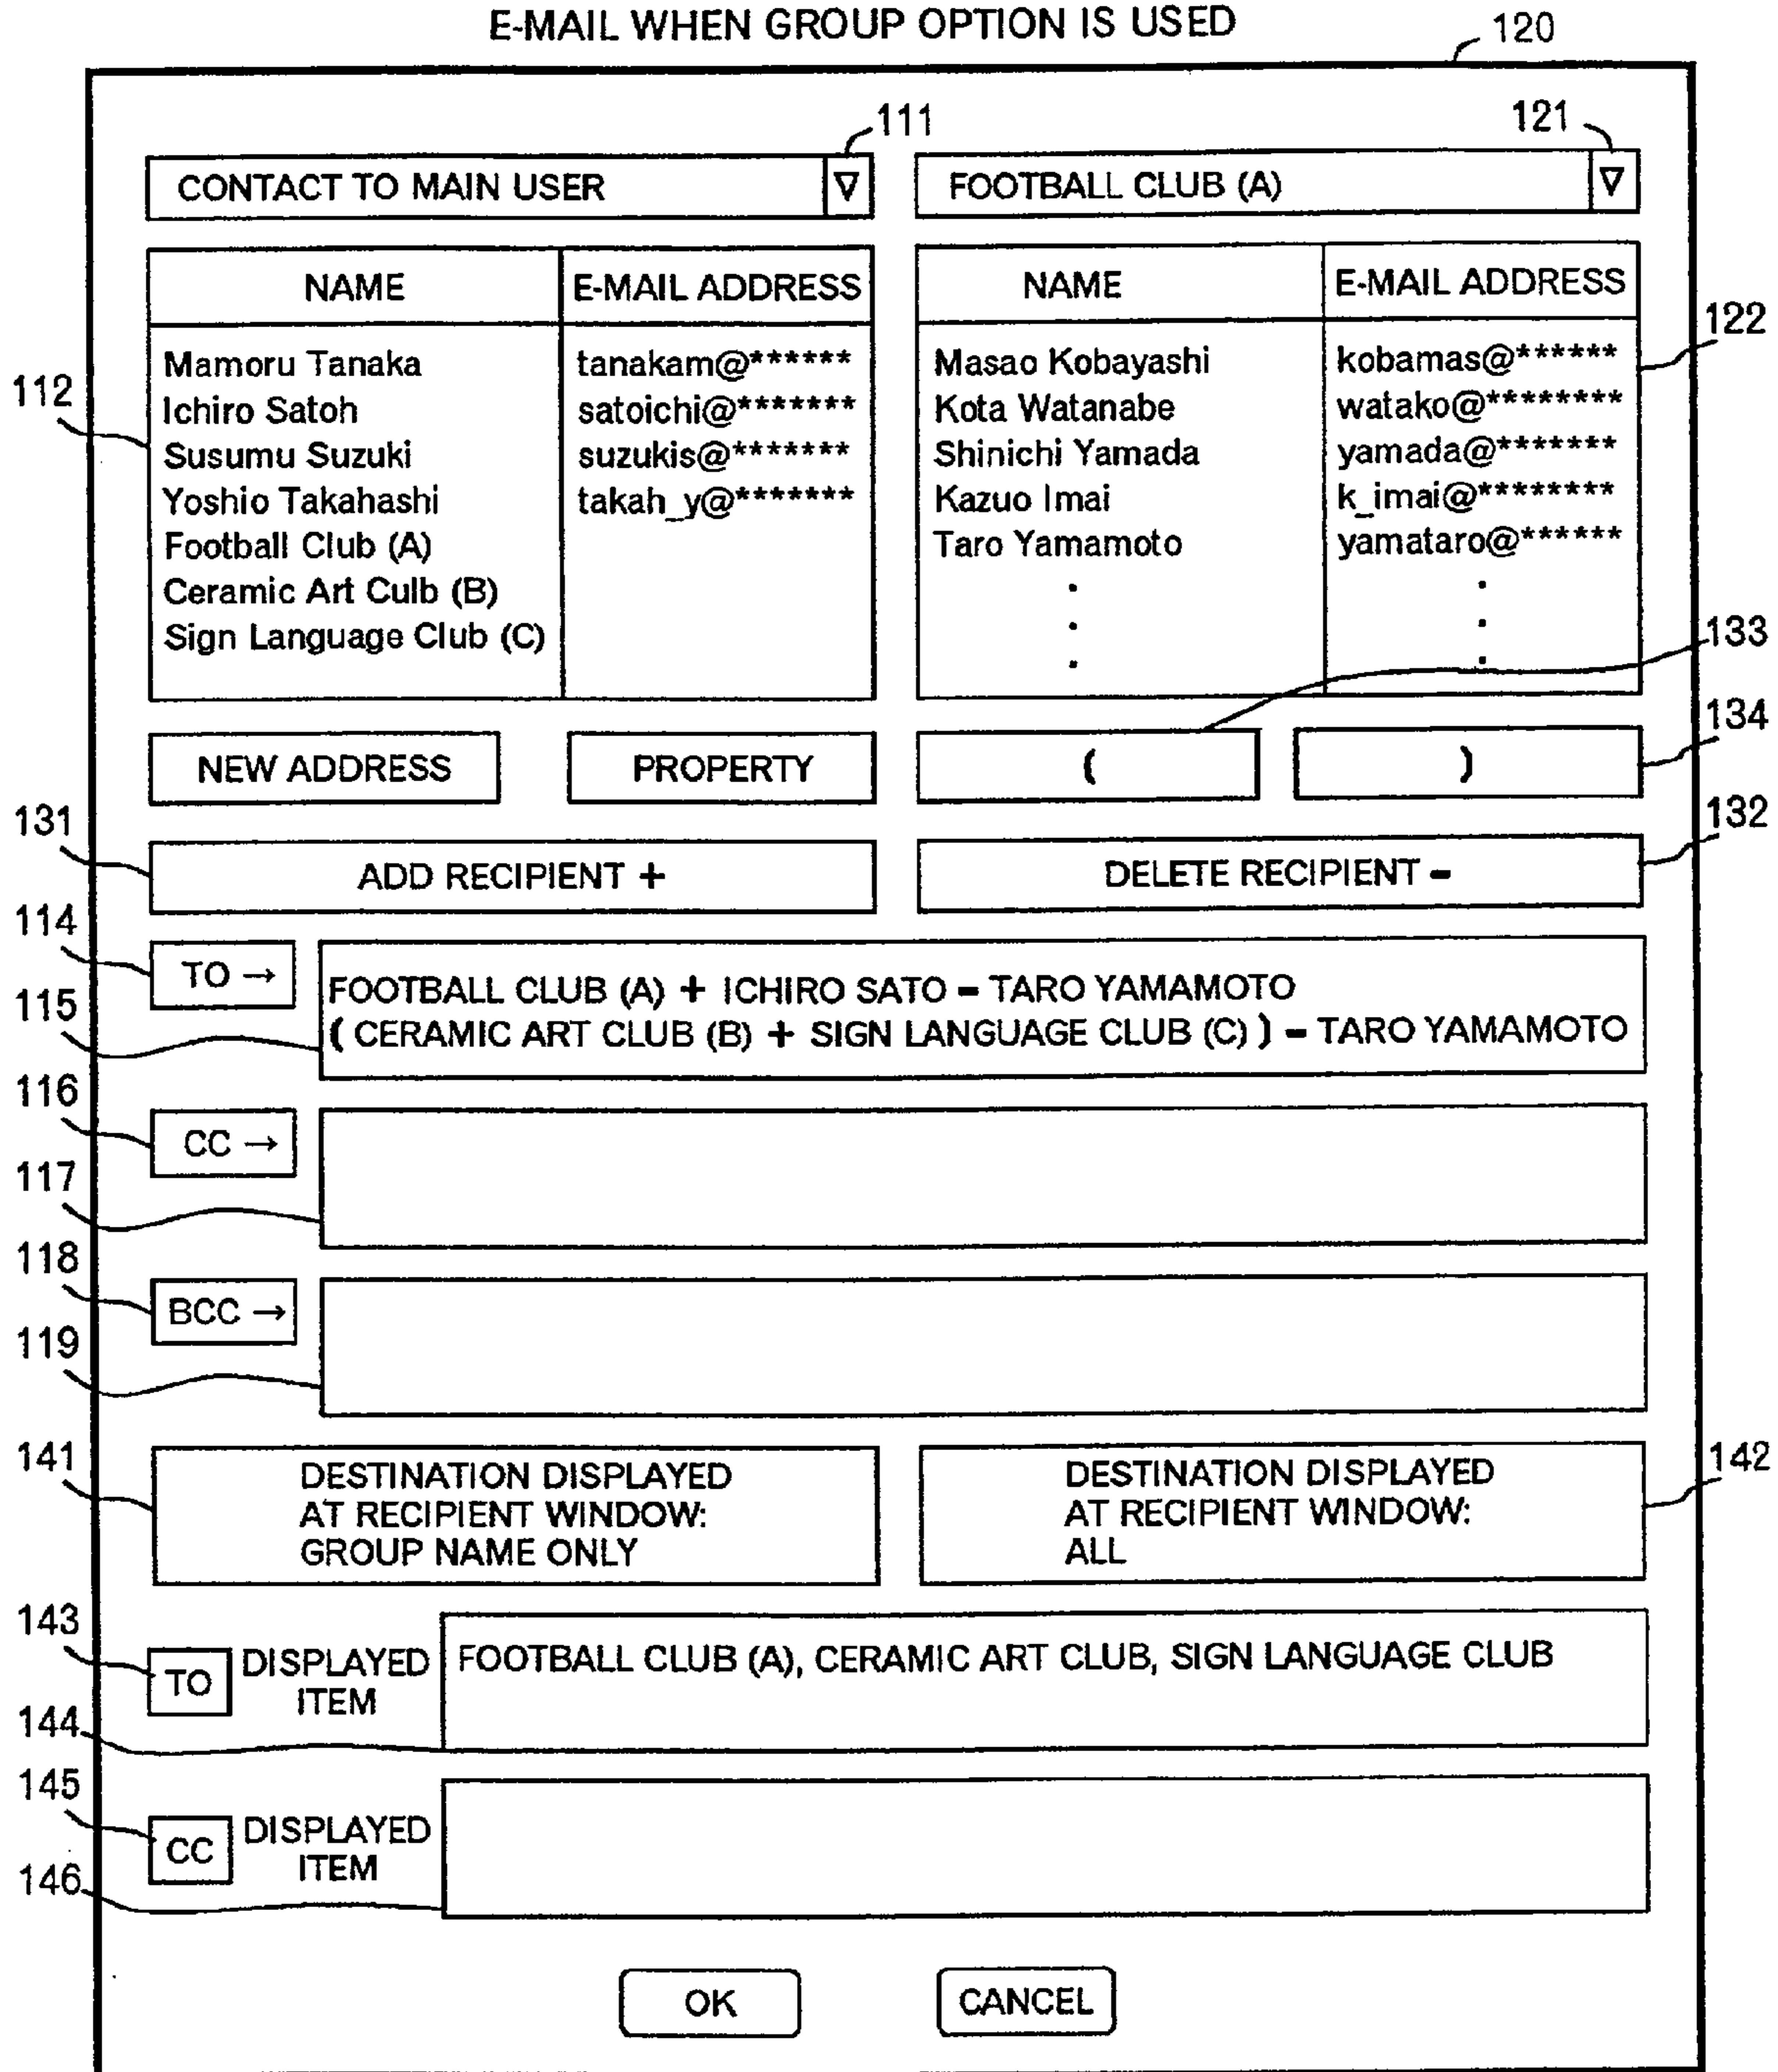 E-MAIL WHEN GROUP OPTION IS USED
120
111
121
CONTACT TO MAIN USER ▽
FOOTBALL CLUB (A) ▽
NAME E-MAIL ADDRESS
NAME E-MAIL ADDRESS
122
112
Mamoru Tanaka tanakam@******
Ichiro Satoh satoichi@*******
Susumu Suzuki suzukis@*******
Yoshio Takahashi takah_y@*******
Football Club (A)
Ceramic Art Culb (B)
Sign Language Club (C)
Masao Kobayashi kobamas@******
Kota Watanabe watako@********
Shinichi Yamada yamada@*******
Kazuo Imai k_imai@********
Taro Yamamoto yamataro@******
. .
. .
. .
133
134
NEW ADDRESS PROPERTY ( )
131
132
ADD RECIPIENT + DELETE RECIPIENT -
114
TO →
115
FOOTBALL CLUB (A) + ICHIRO SATO - TARO YAMAMOTO
( CERAMIC ART CLUB (B) + SIGN LANGUAGE CLUB (C) ) - TARO YAMAMOTO
116
CC →
117
118
BCC →
119
141
DESTINATION DISPLAYED
AT RECIPIENT WINDOW:
GROUP NAME ONLY
142
DESTINATION DISPLAYED
AT RECIPIENT WINDOW:
ALL
143
TO DISPLAYED
ITEM
144
FOOTBALL CLUB (A), CERAMIC ART CLUB, SIGN LANGUAGE CLUB
145
CC DISPLAYED
ITEM
146
OK CANCEL